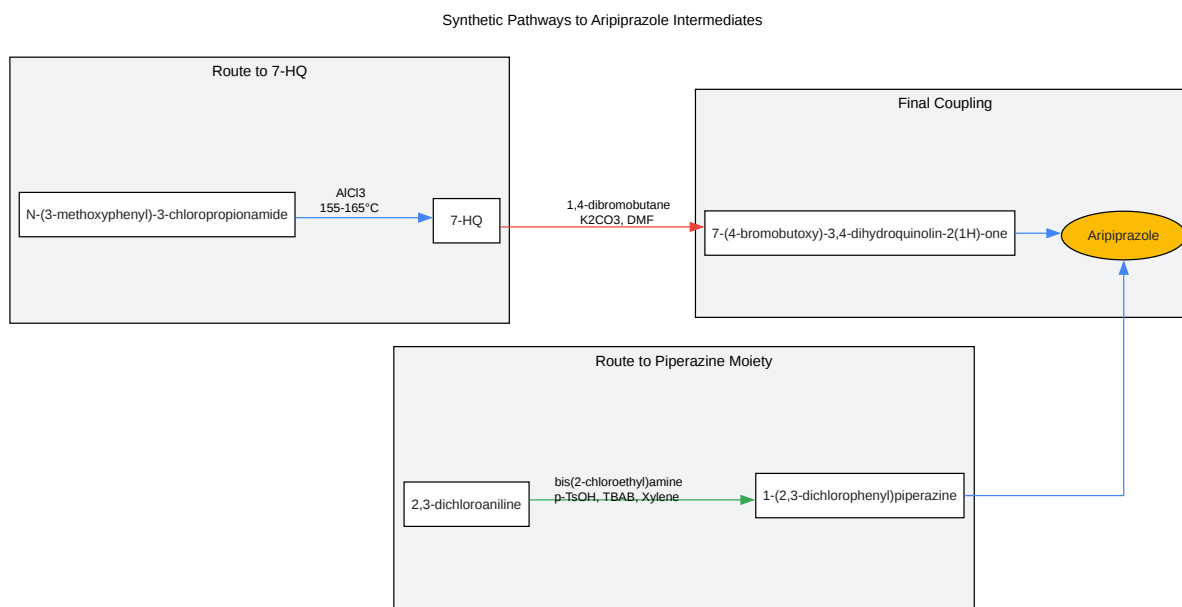 Synthetic Pathways to Aripiprazole Intermediates
Route to 7-HQ
N-(3-methoxyphenyl)-3-chloropropionamide
AlCl3
155-165°C
7-HQ
1,4-dibromobutane
K2CO3, DMF
Final Coupling
7-(4-bromobutoxy)-3,4-dihydroquinolin-2(1H)-one
Aripiprazole
Route to Piperazine Moiety
2,3-dichloroaniline
bis(2-chloroethyl)amine
p-TsOH, TBAB, Xylene
1-(2,3-dichlorophenyl)piperazine